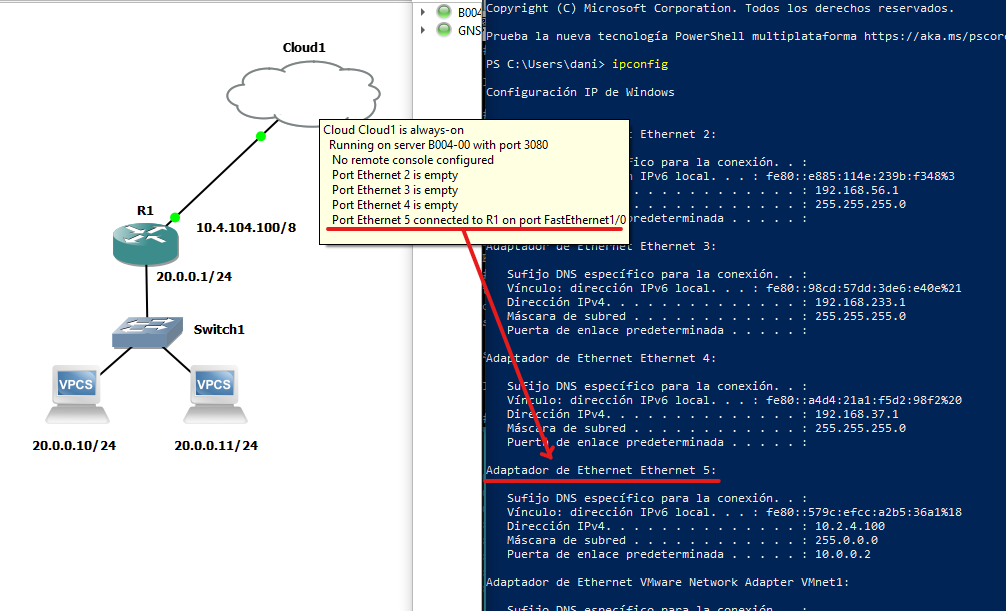 Cloud1
R1
10.4.104.100/8
20.0.0.1/24
Switch1
VPCS
VPCS
20.0.0.10/24
20.0.0.11/24
B004
GNS
Cloud Cloud1 is always-on
Running on server B004-00 with port 3080
No remote console configured
Port Ethernet 2 is empty
Port Ethernet 3 is empty
Port Ethernet 4 is empty
Port Ethernet 5 connected to R1 on port FastEthernet1/0
Copyright (C) Microsoft Corporation. Todos los derechos reservados.
Prueba la nueva tecnología PowerShell multiplataforma https://aka.ms/pscor
PS C:\Users\dani> ipconfig
Configuración IP de Windows
: Ethernet 2:
fico para la conexión. . :
ón IPv6 local. . . : fe80::e885:114e:239b:f348%3
. . . . . . . . . : 192.168.56.1
. . . . . . . . . : 255.255.255.0
redeterminada . . . . . :
Adaptador de Ethernet Ethernet 3:
Sufijo DNS específico para la conexión. . :
Vínculo: dirección IPv6 local. . . : fe80::98cd:57dd:3de6:e40e%21
Dirección IPv4. . . . . . . . . . . . . . : 192.168.233.1
Máscara de subred . . . . . . . . . . . . : 255.255.255.0
Puerta de enlace predeterminada . . . . . :
Adaptador de Ethernet Ethernet 4:
Sufijo DNS específico para la conexión. . :
Vínculo: dirección IPv6 local. . . : fe80::a4d4:21a1:f5d2:98f2%20
Dirección IPv4. . . . . . . . . . . . . . : 192.168.37.1
Máscara de subred . . . . . . . . . . . . : 255.255.255.0
Puerta de enlace predeterminada . . . . . :
Adaptador de Ethernet Ethernet 5:
Sufijo DNS específico para la conexión. . :
Vínculo: dirección IPv6 local. . . : fe80::579c:efcc:a2b5:36a1%18
Dirección IPv4. . . . . . . . . . . . . . : 10.2.4.100
Máscara de subred . . . . . . . . . . . . : 255.0.0.0
Puerta de enlace predeterminada . . . . . : 10.0.0.2
Adaptador de Ethernet VMware Network Adapter VMnet1:
Sufijo DNS específico para la conexión. . :